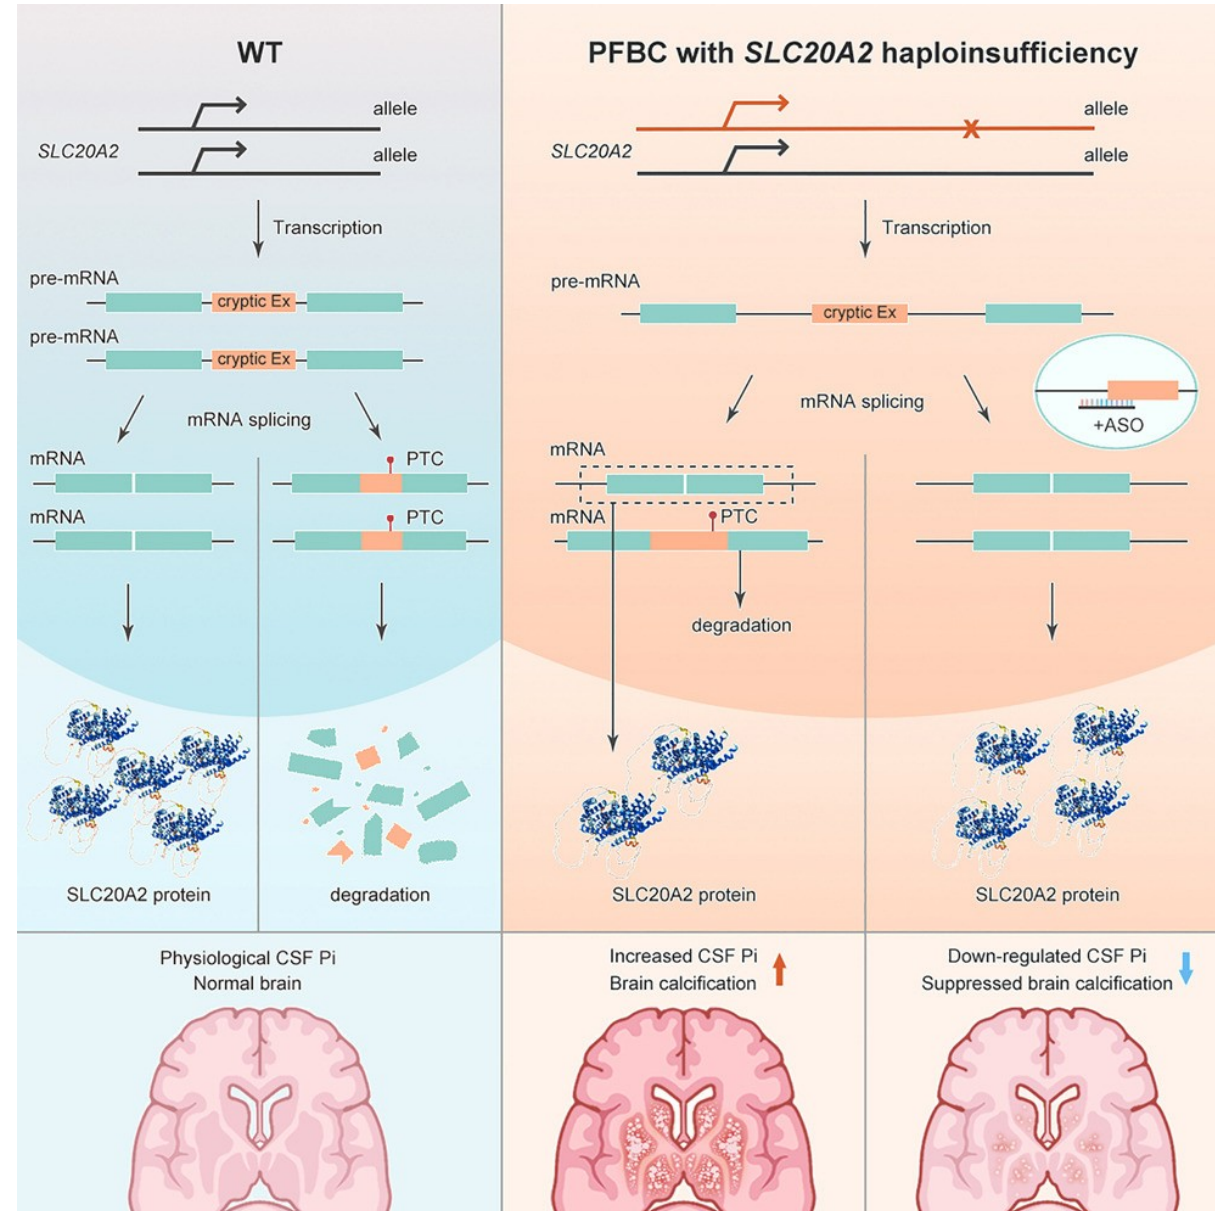 WT
allele
SLC20A2
allele
Transcription
pre-mRNA
cryptic Ex
pre-mRNA
cryptic Ex
mRNA splicing
mRNA
PTC
mRNA
PTC
SLC20A2 protein
degradation
Physiological CSF Pi
Normal brain
PFBC with SLC20A2 haploinsufficiency
allele
SLC20A2
allele
Transcription
pre-mRNA
cryptic Ex
mRNA splicing
+ASO
mRNA
mRNA
PTC
degradation
SLC20A2 protein
SLC20A2 protein
Increased CSF Pi
Brain calcification
Down-regulated CSF Pi
Suppressed brain calcification